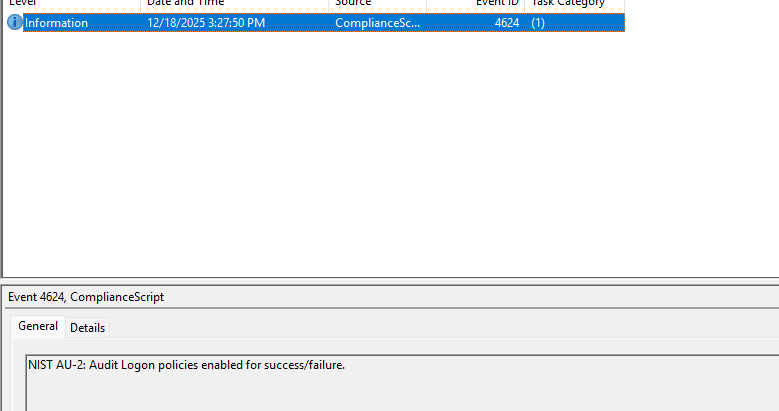 Level Date and Time Source Event ID Task Category
Information 12/18/2025 3:27:50 PM ComplianceSc... 4624 (1)
Event 4624, ComplianceScript
General Details
NIST AU-2: Audit Logon policies enabled for success/failure.